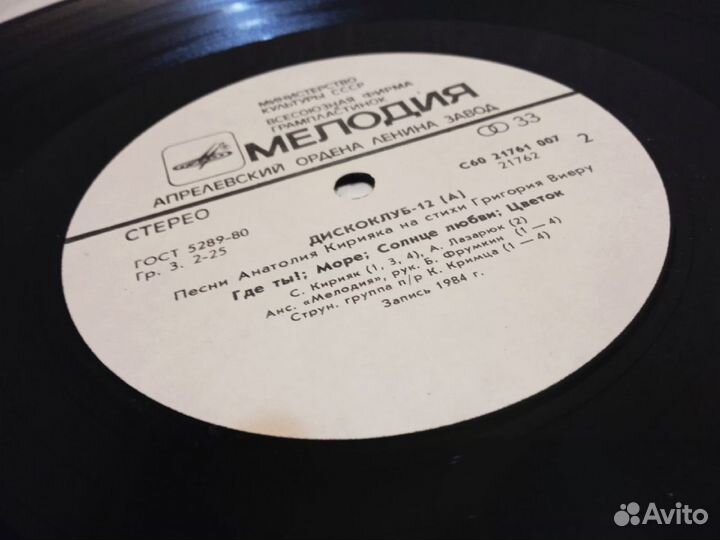 МИНИСТЕРСТВО
КУЛЬТУРЫ СССР
ВСЕСОЮЗНАЯ ФИРМА
ГРАМПЛАСТИНОК
МЕЛОДИЯ
АПРЕЛЕВСКИЙ ОРДЕНА ЛЕНИНА ЗАВОД
33
СТЕРЕО
ГОСТ 5289-80
Гр. 3. 2-25
С60 21761 007
21762
2
ДИСКОКЛУБ-12 (А)
Песни Анатолия Кирияка на стихи Григория Виеру
Где ты!; Море; Солнце любви; Цветок
С. Кирияк (1, 3, 4), А. Лазарюк (2)
Анс. «Мелодия», рук. Б. Фрумкин (1—4)
Струн. группа п/р К. Кримца (1—4)
Запись 1984 г.
Avito